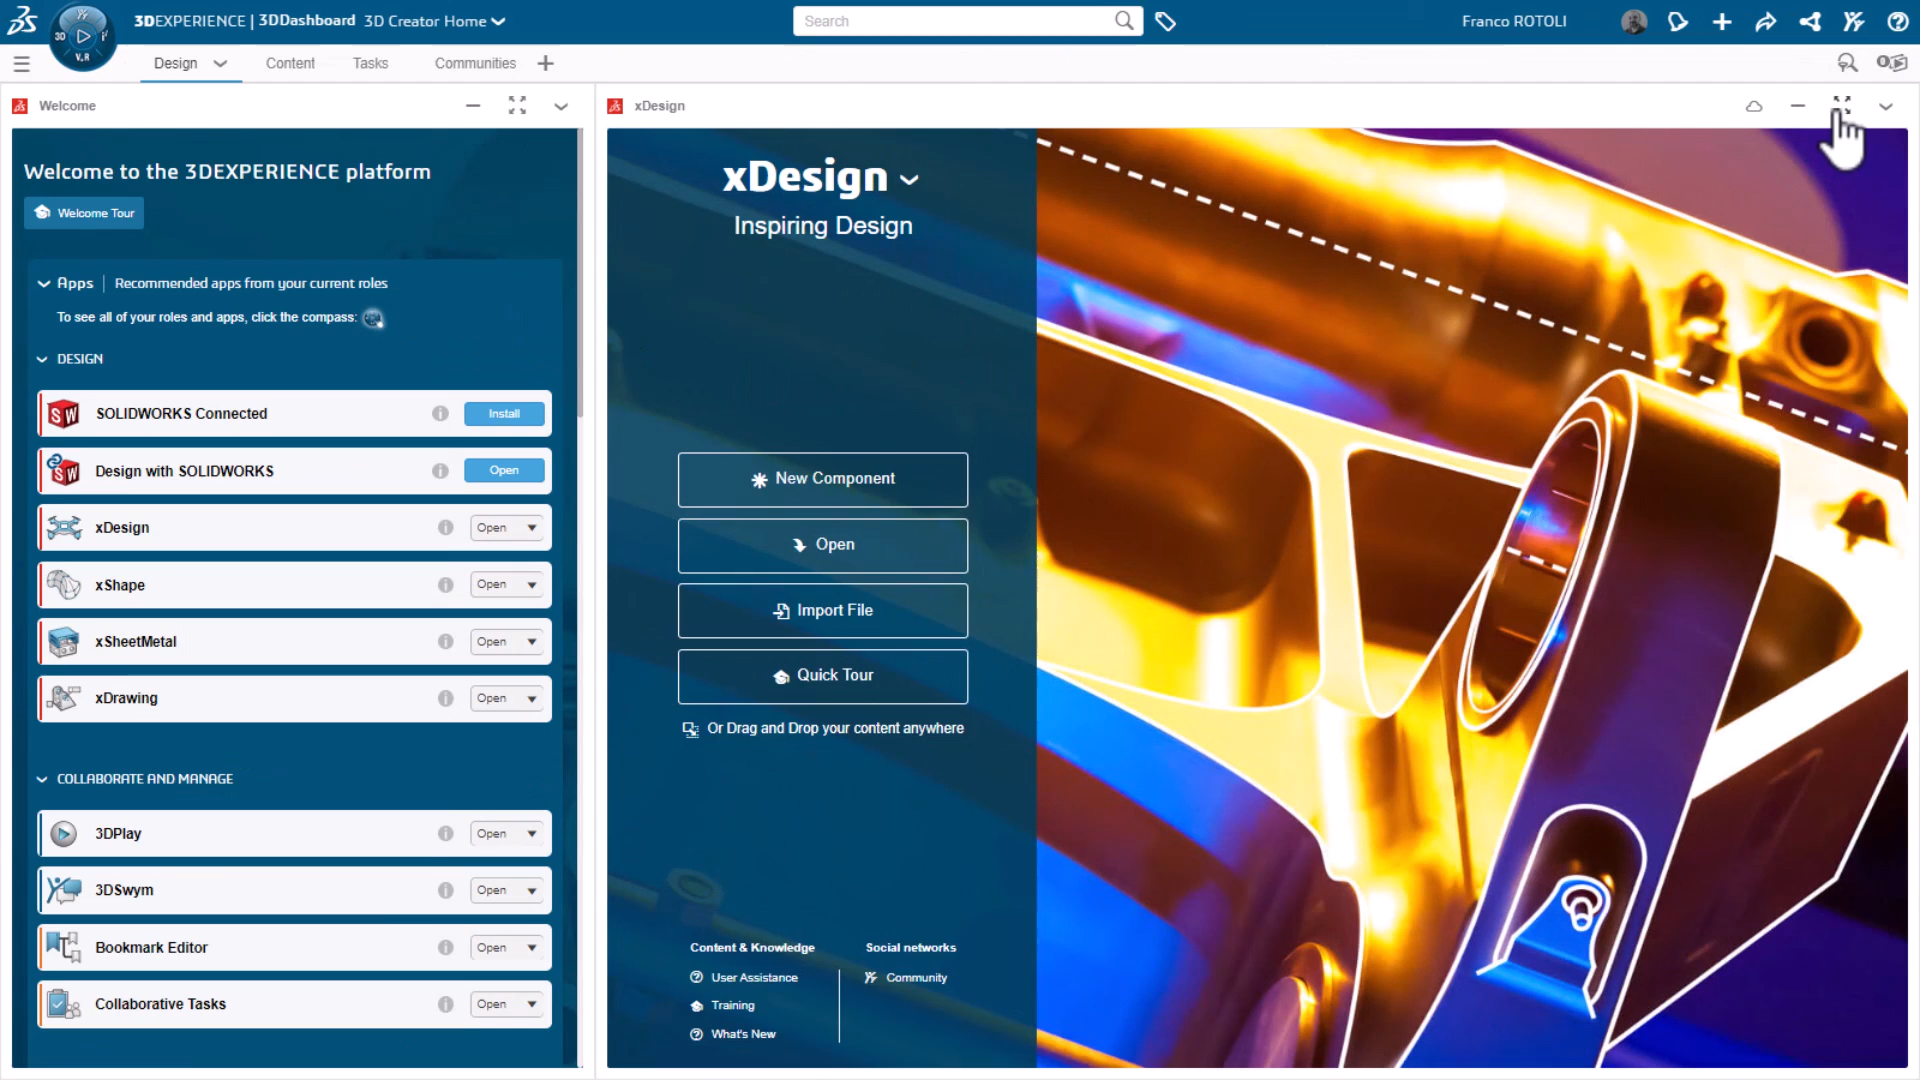 3DEXPERIENCE | 3DDashboard 3D Creator Home
Search
Franco ROTOLI
3D
V.R
Design
Content
Tasks
Communities
Welcome
xDesign
Welcome to the 3DEXPERIENCE platform
Welcome Tour
Apps | Recommended apps from your current roles
To see all of your roles and apps, click the compass:
DESIGN
SOLIDWORKS Connected
Install
Design with SOLIDWORKS
Open
xDesign
Open
xShape
Open
xSheetMetal
Open
xDrawing
Open
COLLABORATE AND MANAGE
3DPlay
Open
3DSwym
Open
Bookmark Editor
Open
Collaborative Tasks
Open
xDesign
Inspiring Design
New Component
Open
Import File
Quick Tour
Or Drag and Drop your content anywhere
Content & Knowledge
User Assistance
Training
What's New
Social networks
Community